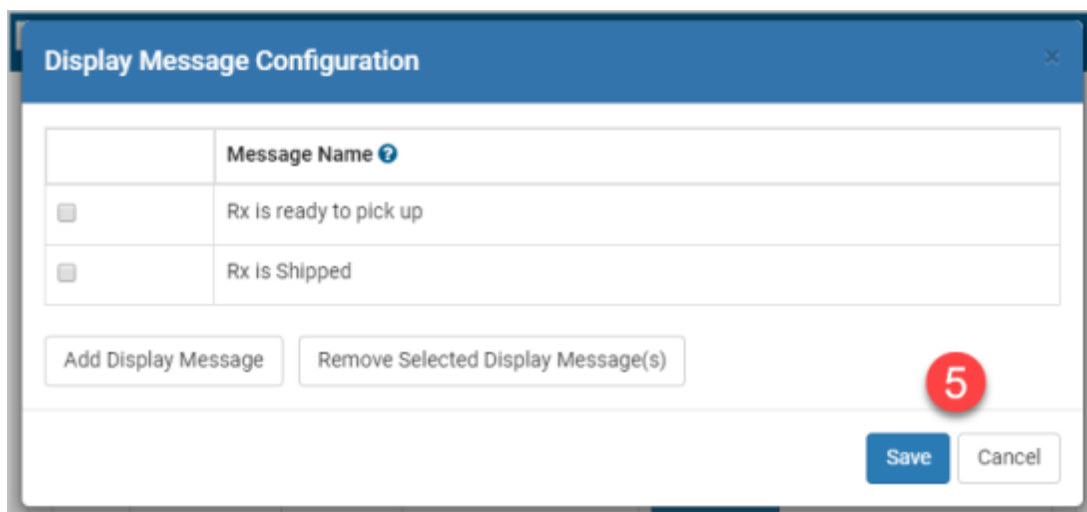 Display Message Configuration ×
Message Name ?
Rx is ready to pick up
Rx is Shipped
Add Display Message Remove Selected Display Message(s)
5
Save Cancel